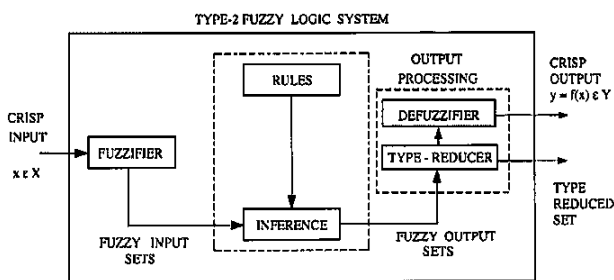 TYPE-2 FUZZY LOGIC SYSTEM
OUTPUT
PROCESSING
CRISP
OUTPUT
y = f(x) ε Y
RULES
DEFUZZIFIER
CRISP
INPUT
x ε X
FUZZIFIER
TYPE - REDUCER
TYPE
REDUCED
SET
INFERENCE
FUZZY INPUT
SETS
FUZZY OUTPUT
SETS